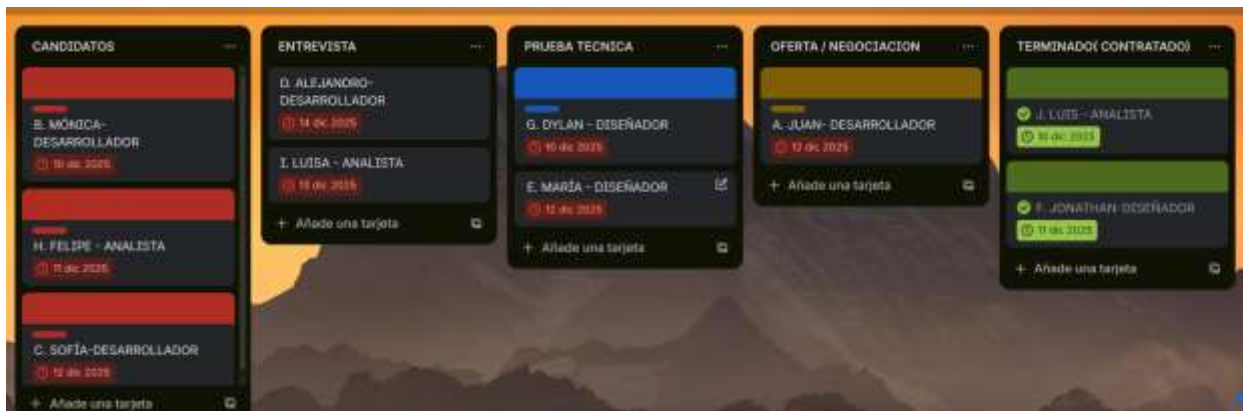 CANDIDATOS
B. MÓNICA-
DESARROLLADOR
10 dic 2025
H. FELIPE - ANALISTA
11 dic 2025
C. SOFÍA-DESARROLLADOR
12 dic 2025
+ Añade una tarjeta
ENTREVISTA
D. ALEJANDRO-
DESARROLLADOR
14 dic 2025
I. LUISA - ANALISTA
13 dic 2025
+ Añade una tarjeta
PRUEBA TECNICA
G. DYLAN - DISEÑADOR
10 dic 2025
E. MARÍA - DISEÑADOR
12 dic 2025
+ Añade una tarjeta
OFERTA / NEGOCIACION
A. JUAN- DESARROLLADOR
12 dic 2025
+ Añade una tarjeta
TERMINADO( CONTRATADO)
J. LUIS - ANALISTA
10 dic 2025
F. JONATHAN-DISEÑADOR
11 dic 2025
+ Añade una tarjeta